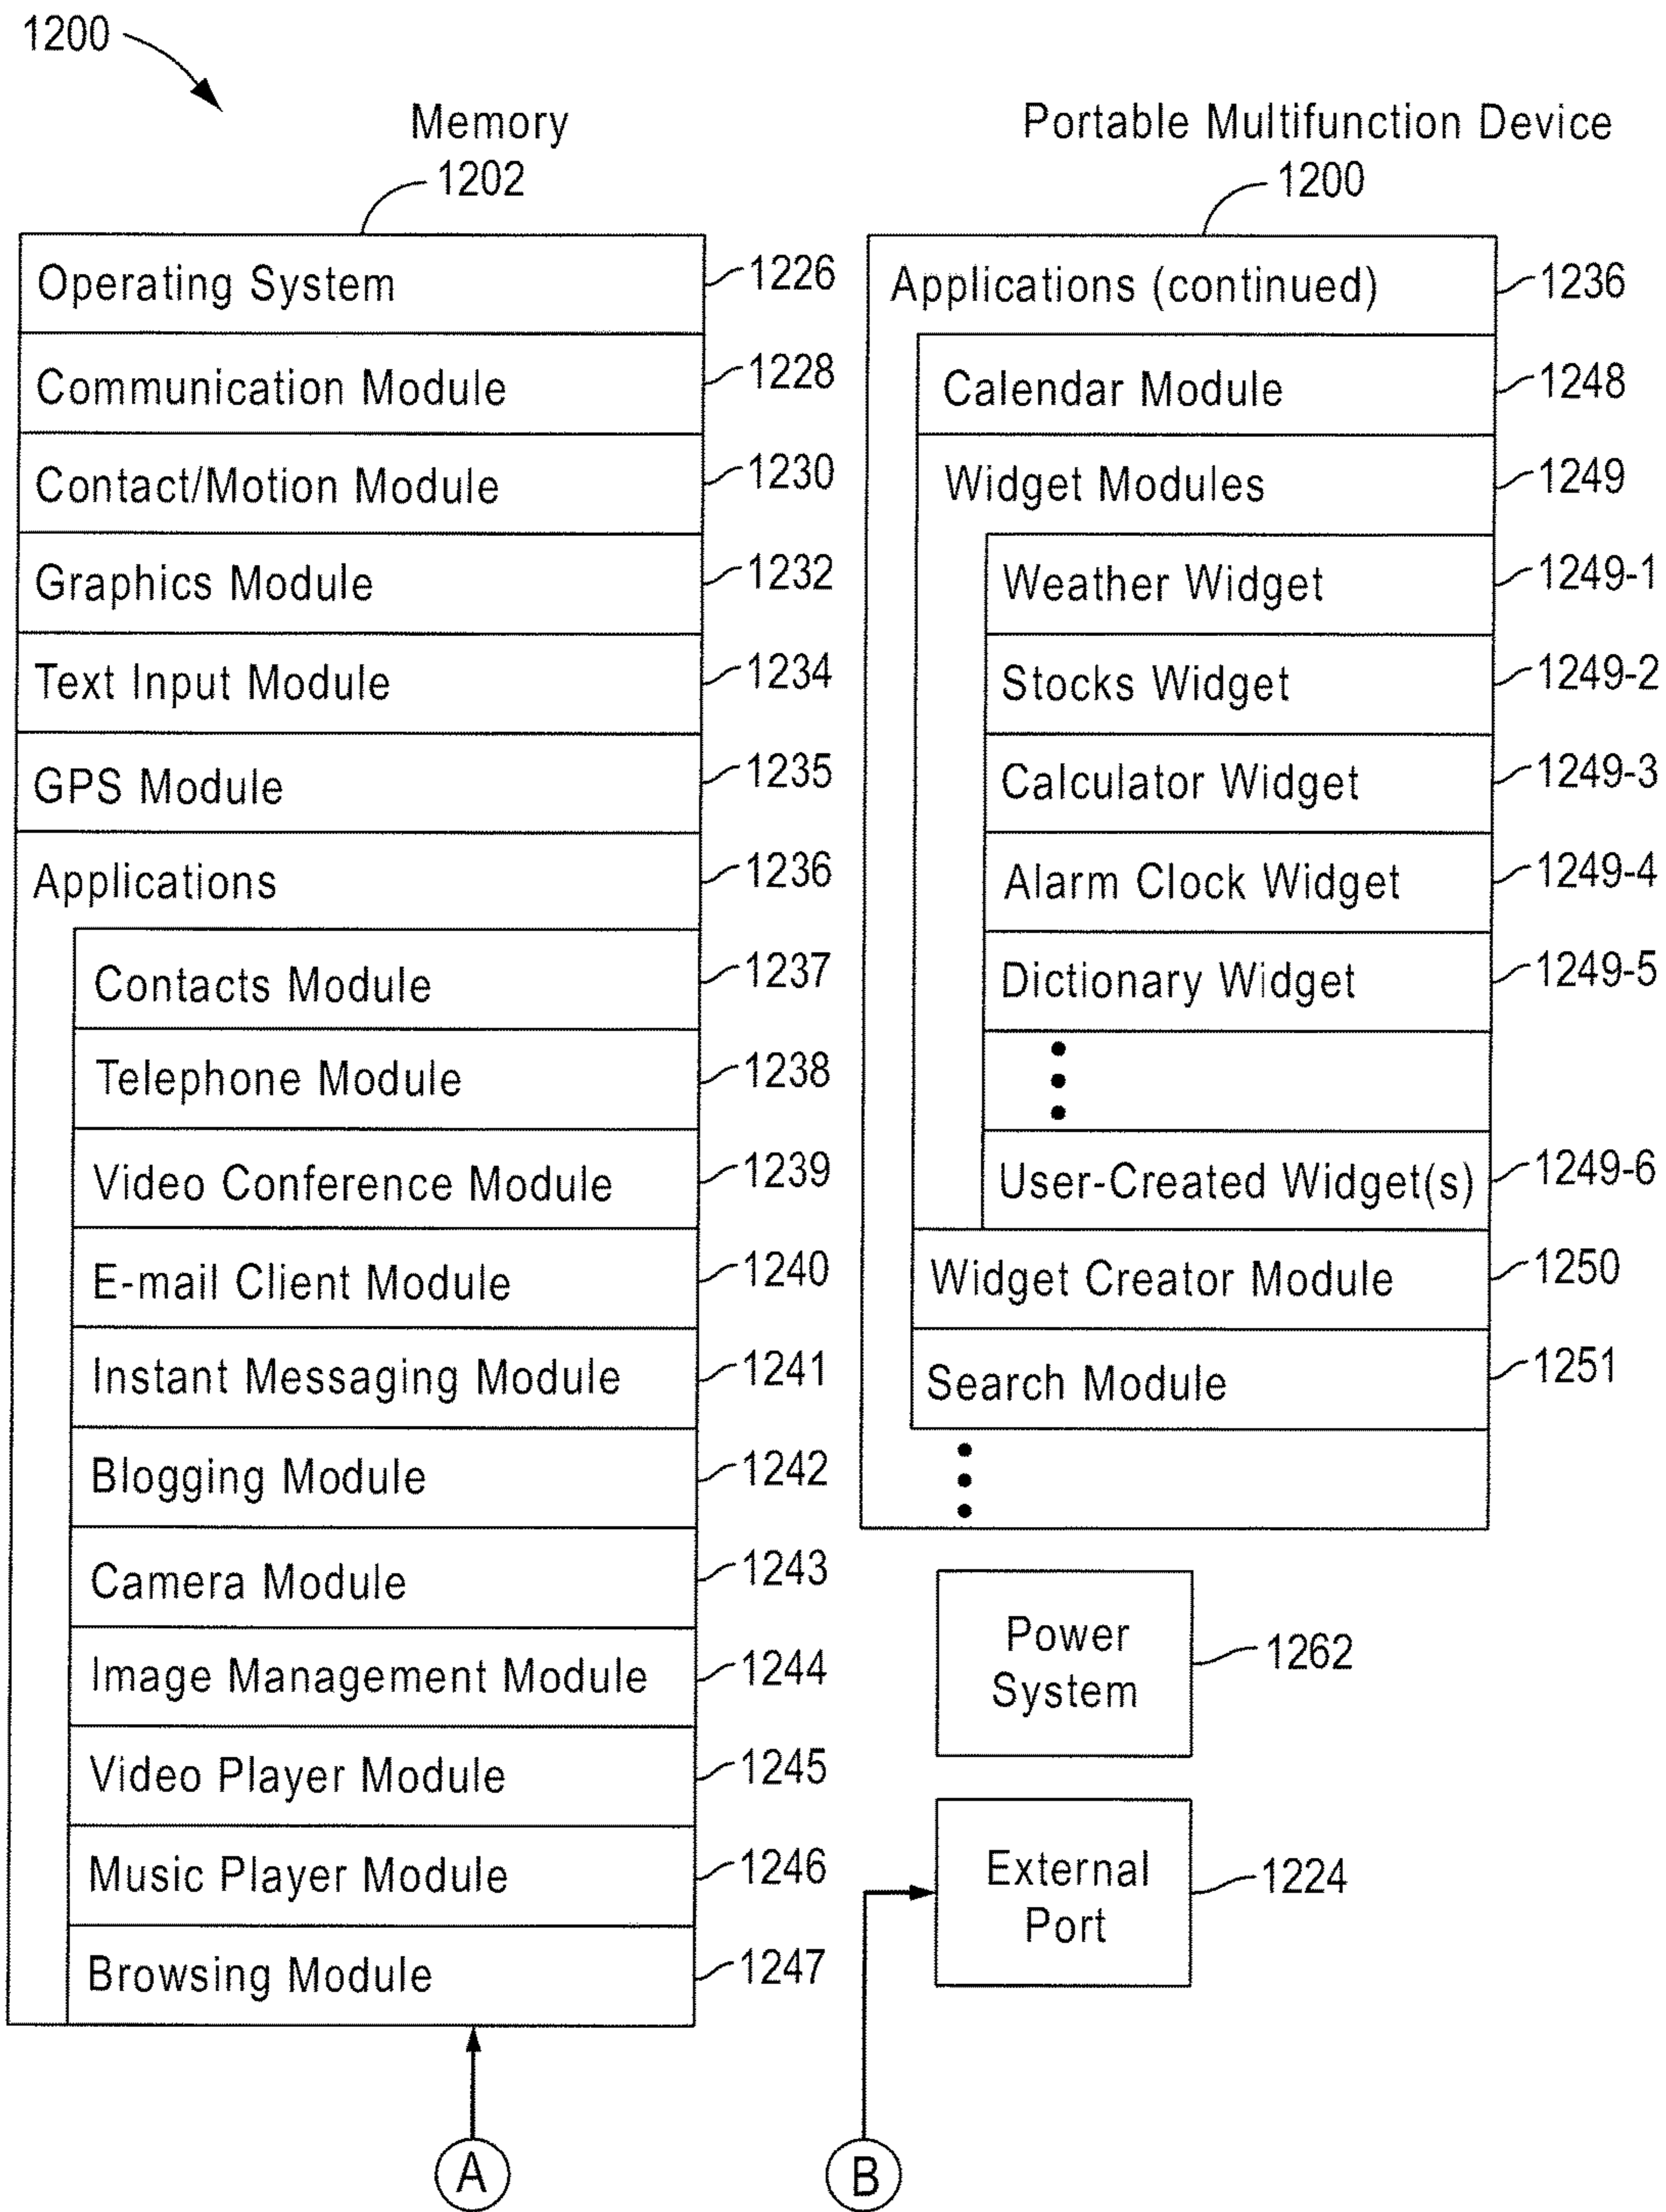 1200
Memory
1202
Operating System 1226
Communication Module 1228
Contact/Motion Module 1230
Graphics Module 1232
Text Input Module 1234
GPS Module 1235
Applications 1236
Contacts Module 1237
Telephone Module 1238
Video Conference Module 1239
E-mail Client Module 1240
Instant Messaging Module 1241
Blogging Module 1242
Camera Module 1243
Image Management Module 1244
Video Player Module 1245
Music Player Module 1246
Browsing Module 1247
A
Portable Multifunction Device
1200
Applications (continued) 1236
Calendar Module 1248
Widget Modules 1249
Weather Widget 1249-1
Stocks Widget 1249-2
Calculator Widget 1249-3
Alarm Clock Widget 1249-4
Dictionary Widget 1249-5
User-Created Widget(s) 1249-6
Widget Creator Module 1250
Search Module 1251
Power
System
1262
External
Port
1224
B